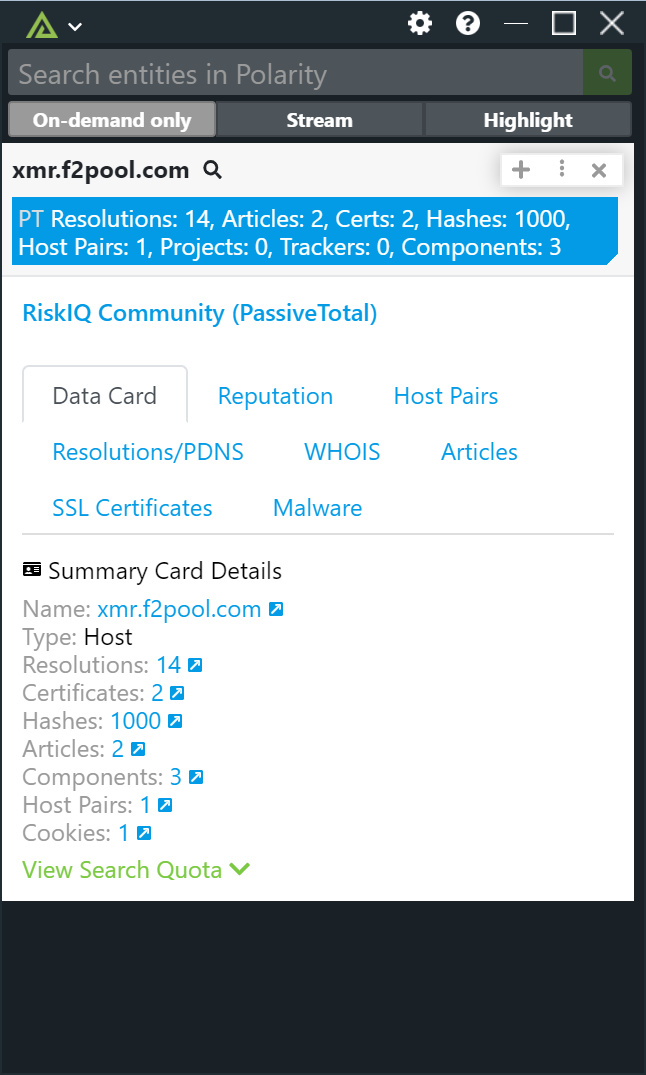 Search entities in Polarity
On-demand only Stream Highlight
xmr.f2pool.com
PT Resolutions: 14, Articles: 2, Certs: 2, Hashes: 1000,
Host Pairs: 1, Projects: 0, Trackers: 0, Components: 3
RiskIQ Community (PassiveTotal)
Data Card Reputation Host Pairs
Resolutions/PDNS WHOIS Articles
SSL Certificates Malware
Summary Card Details
Name: xmr.f2pool.com
Type: Host
Resolutions: 14
Certificates: 2
Hashes: 1000
Articles: 2
Components: 3
Host Pairs: 1
Cookies: 1
View Search Quota